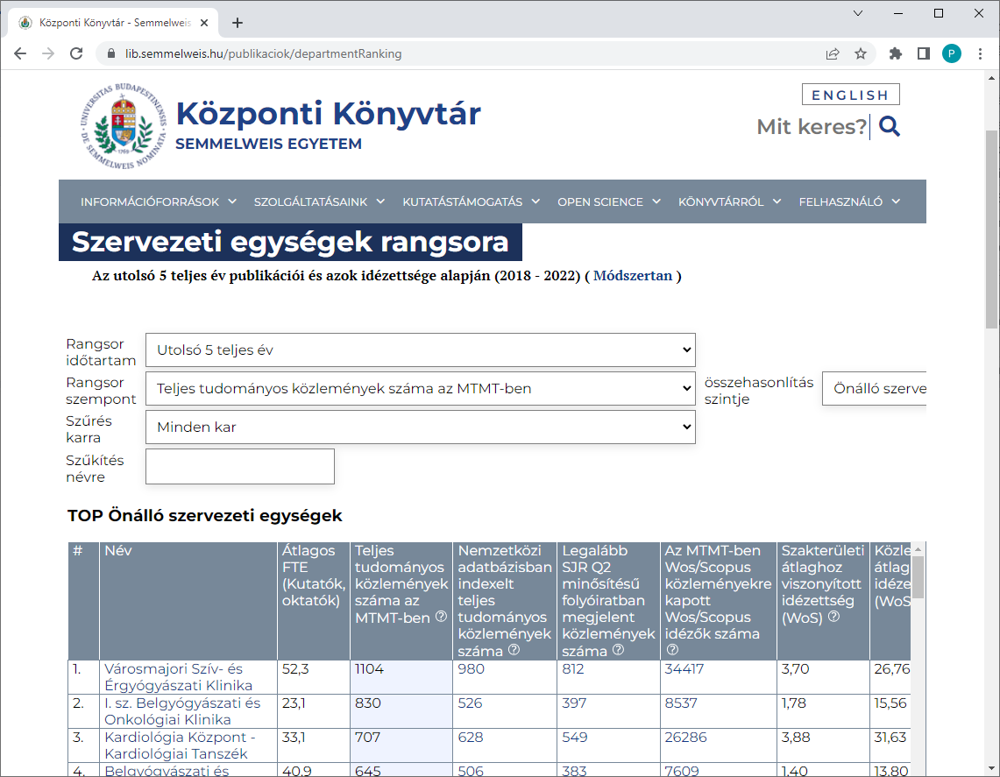 Központi Könyvtár - Semmelweis
lib.semmelweis.hu/publikaciok/departmentRanking
P
UNIVERSITAS BUDAPESTINENSIS DE SEMMELWEIS NOMINATA
1769
Központi Könyvtár
SEMMELWEIS EGYETEM
ENGLISH
Mit keres?
INFORMÁCIÓFORRÁSOK SZOLGÁLTATÁSAINK KUTATÁSTÁMOGATÁS OPEN SCIENCE KÖNYVTÁRRÓL FELHASZNÁLÓ
Szervezeti egységek rangsora
Az utolsó 5 teljes év publikációi és azok idézettsége alapján (2018 - 2022) ( Módszertan )
Rangsor
időtartam
Utolsó 5 teljes év
Rangsor
szempont
Teljes tudományos közlemények száma az MTMT-ben
összehasonlítás
szintje
Önálló szerve
Szűrés
karra
Minden kar
Szűkítés
névre
TOP Önálló szervezeti egységek
#
Név
Átlagos
FTE
(Kutatók,
oktatók)
Teljes
tudományos
közlemények
száma az
MTMT-ben ?
Nemzetközi
adatbázisban
indexelt
teljes
tudományos
közlemények
száma ?
Legalább
SJR Q2
minősítésű
folyóiratban
megjelent
közlemények
száma ?
Az MTMT-ben
Wos/Scopus
közleményekre
kapott
Wos/Scopus
idézők száma
?
Szakterületi
átlaghoz
viszonyított
idézettség
(WoS) ?
Közle
átlag
idéze
(WoS
1. Városmajori Szív- és 52,3 1104 980 812 34417 3,70 26,76
Érgyógyászati Klinika
2. I. sz. Belgyógyászati és 23,1 830 526 397 8537 1,78 15,56
Onkológiai Klinika
3. Kardiológia Központ - 33,1 707 628 549 26286 3,88 31,63
Kardiológiai Tanszék
4. Belgyógyászati és 40,9 645 506 383 7609 1,40 13,80